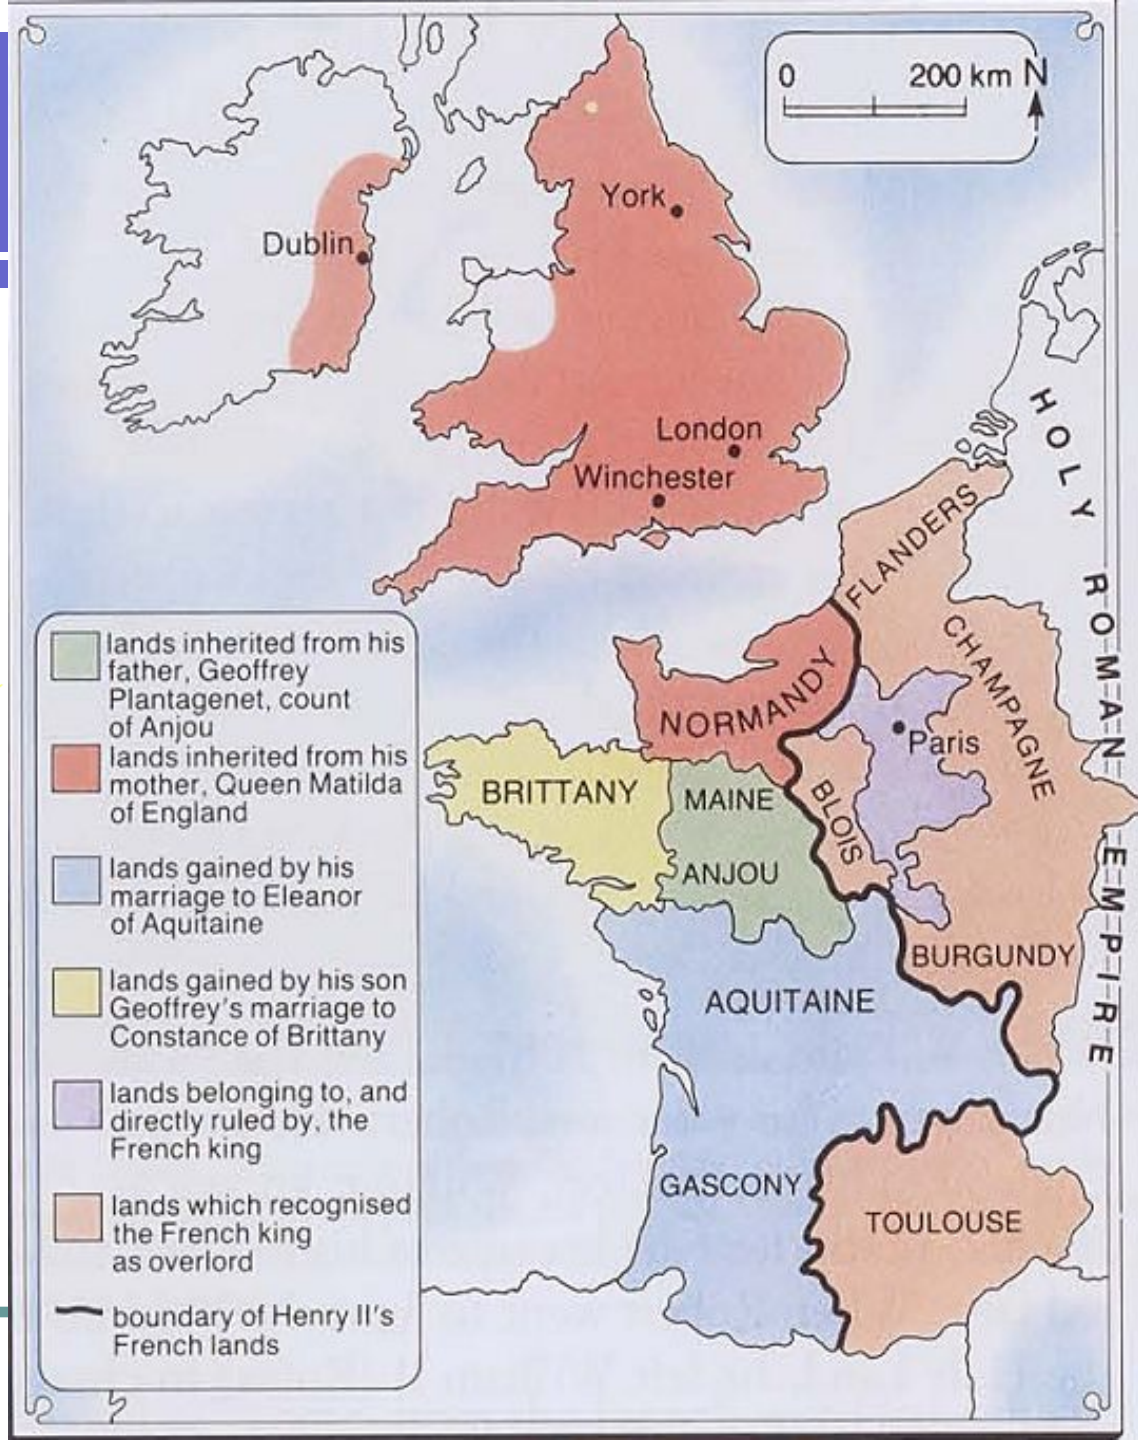 0 200 km N
York
Dublin
London
Winchester
HOLY ROMAN EMPIRE
FLANDERS
CHAMPAGNE
NORMANDY
Paris
BRITTANY
MAINE
BLOIS
ANJOU
BURGUNDY
AQUITAINE
GASCONY
TOULOUSE
lands inherited from his
father, Geoffrey
Plantagenet, count
of Anjou
lands inherited from his
mother, Queen Matilda
of England
lands gained by his
marriage to Eleanor
of Aquitaine
lands gained by his son
Geoffrey's marriage to
Constance of Brittany
lands belonging to, and
directly ruled by, the
French king
lands which recognised
the French king
as overlord
boundary of Henry II's
French lands